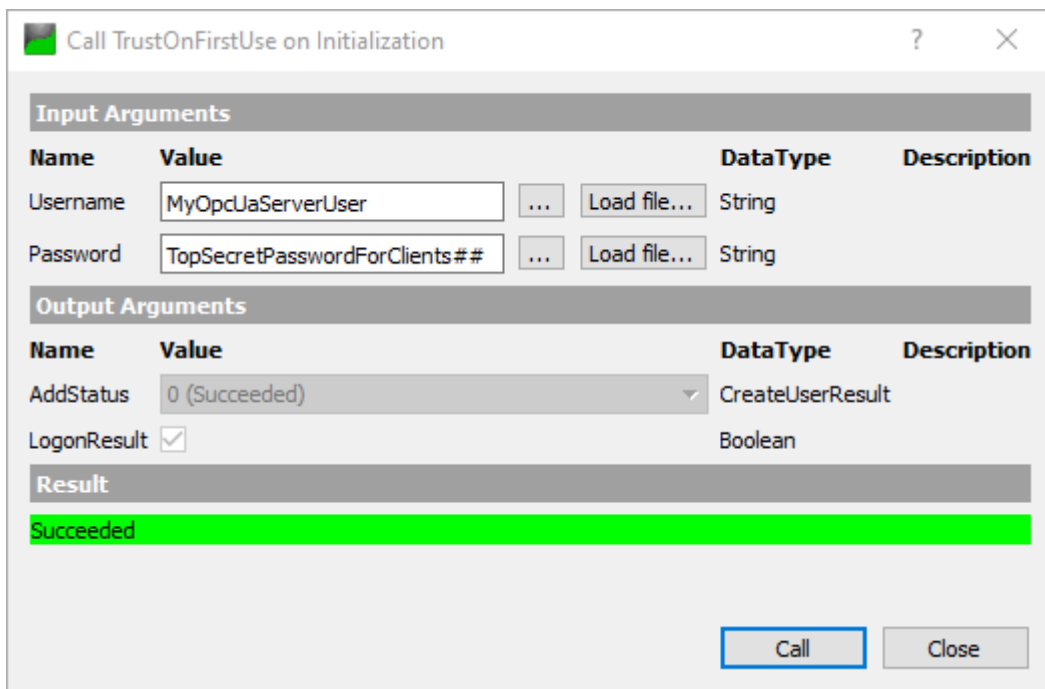 Call TrustOnFirstUse on Initialization ?
Input Arguments
Name Value DataType Description
Username MyOpcUaServerUser ... Load file... String
Password TopSecretPasswordForClients## ... Load file... String
Output Arguments
Name Value DataType Description
AddStatus 0 (Succeeded) CreateUserResult
LogonResult Boolean
Result
Succeeded
Call Close